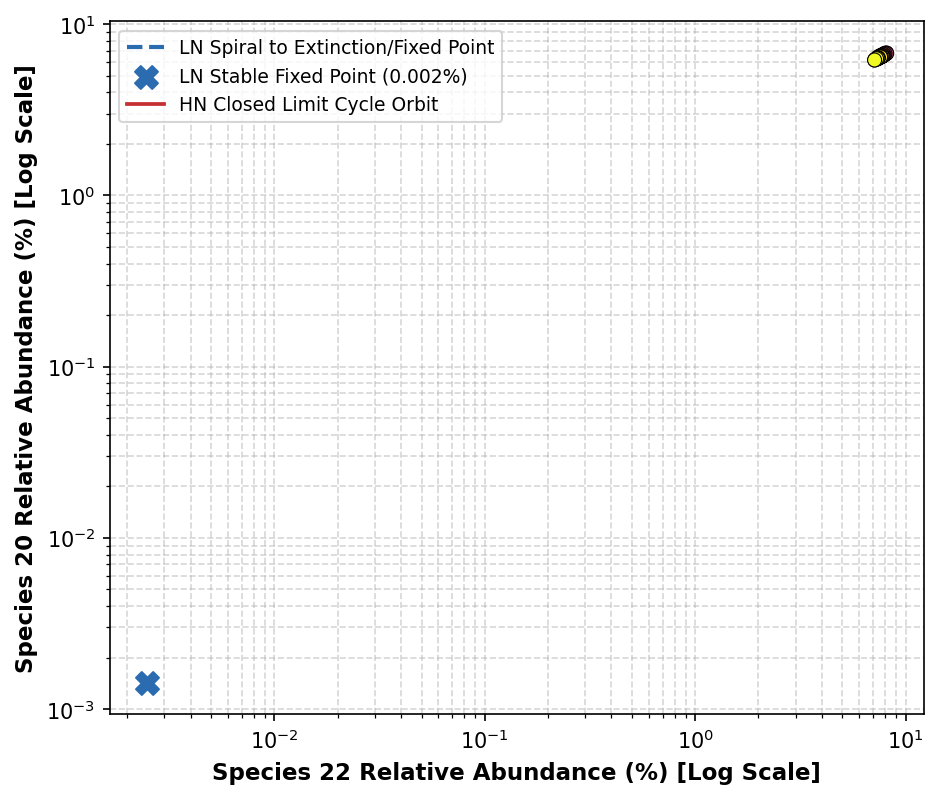 LN Spiral to Extinction/Fixed Point
LN Stable Fixed Point (0.002%)
HN Closed Limit Cycle Orbit
Species 20 Relative Abundance (%) [Log Scale]
10¹
10⁰
10⁻¹
10⁻²
10⁻³
10⁻² 10⁻¹ 10⁰ 10¹
Species 22 Relative Abundance (%) [Log Scale]